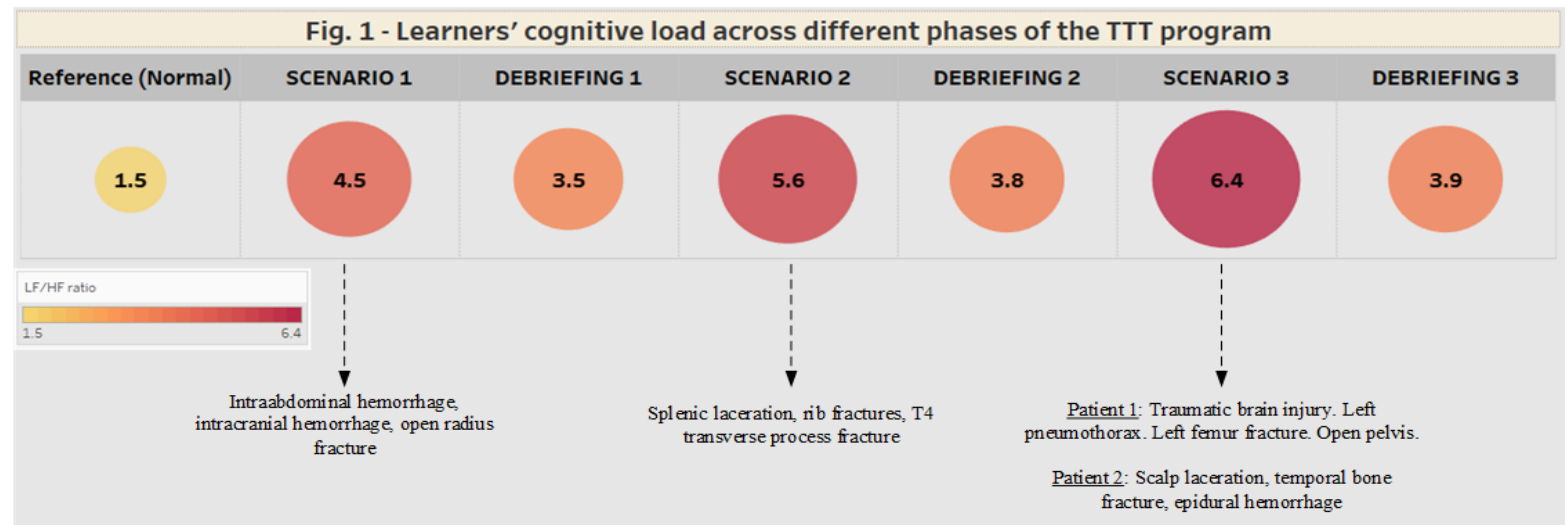 Fig. 1 - Learners’ cognitive load across different phases of the TTT program
Reference (Normal) SCENARIO 1 DEBRIEFING 1 SCENARIO 2 DEBRIEFING 2 SCENARIO 3 DEBRIEFING 3
1.5 4.5 3.5 5.6 3.8 6.4 3.9
LF/HF ratio
1.5 6.4
Intraabdominal hemorrhage,
intracranial hemorrhage, open radius
fracture
Splenic laceration, rib fractures, T4
transverse process fracture
Patient 1: Traumatic brain injury. Left
pneumothorax. Left femur fracture. Open pelvis.
Patient 2: Scalp laceration, temporal bone
fracture, epidural hemorrhage